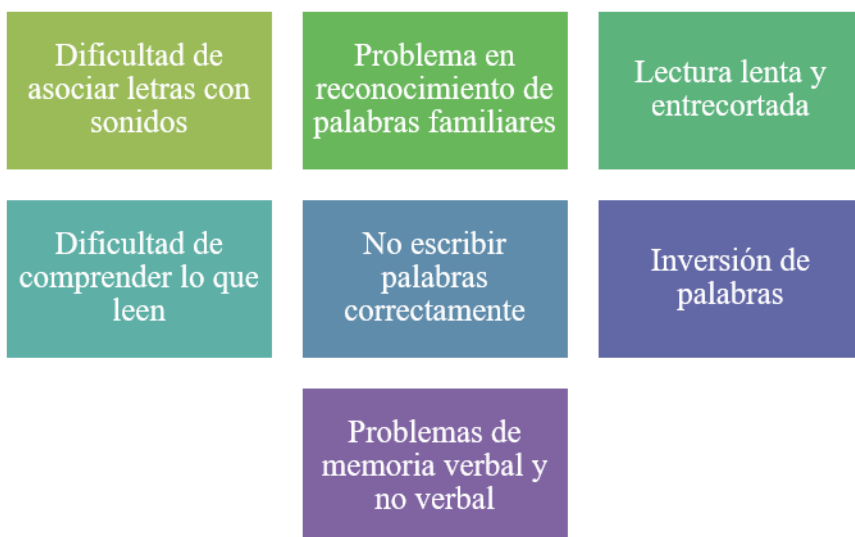 Dificultad de
asociar letras con
sonidos
Problema en
reconocimiento de
palabras familiares
Lectura lenta y
entrecortada
Dificultad de
comprender lo que
leen
No escribir
palabras
correctamente
Inversión de
palabras
Problemas de
memoria verbal y
no verbal